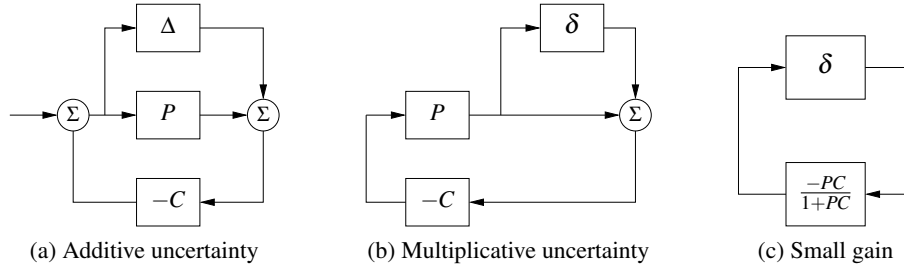 Δ
Σ
P
Σ
−C
(a) Additive uncertainty
δ
P
Σ
−C
(b) Multiplicative uncertainty
δ
−PC
1+PC
(c) Small gain